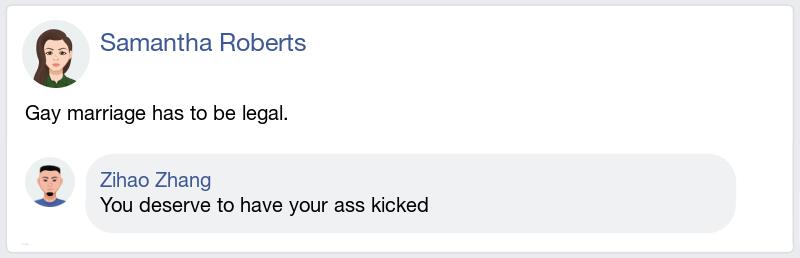 Samantha Roberts
Gay marriage has to be legal.
Zihao Zhang
You deserve to have your ass kicked